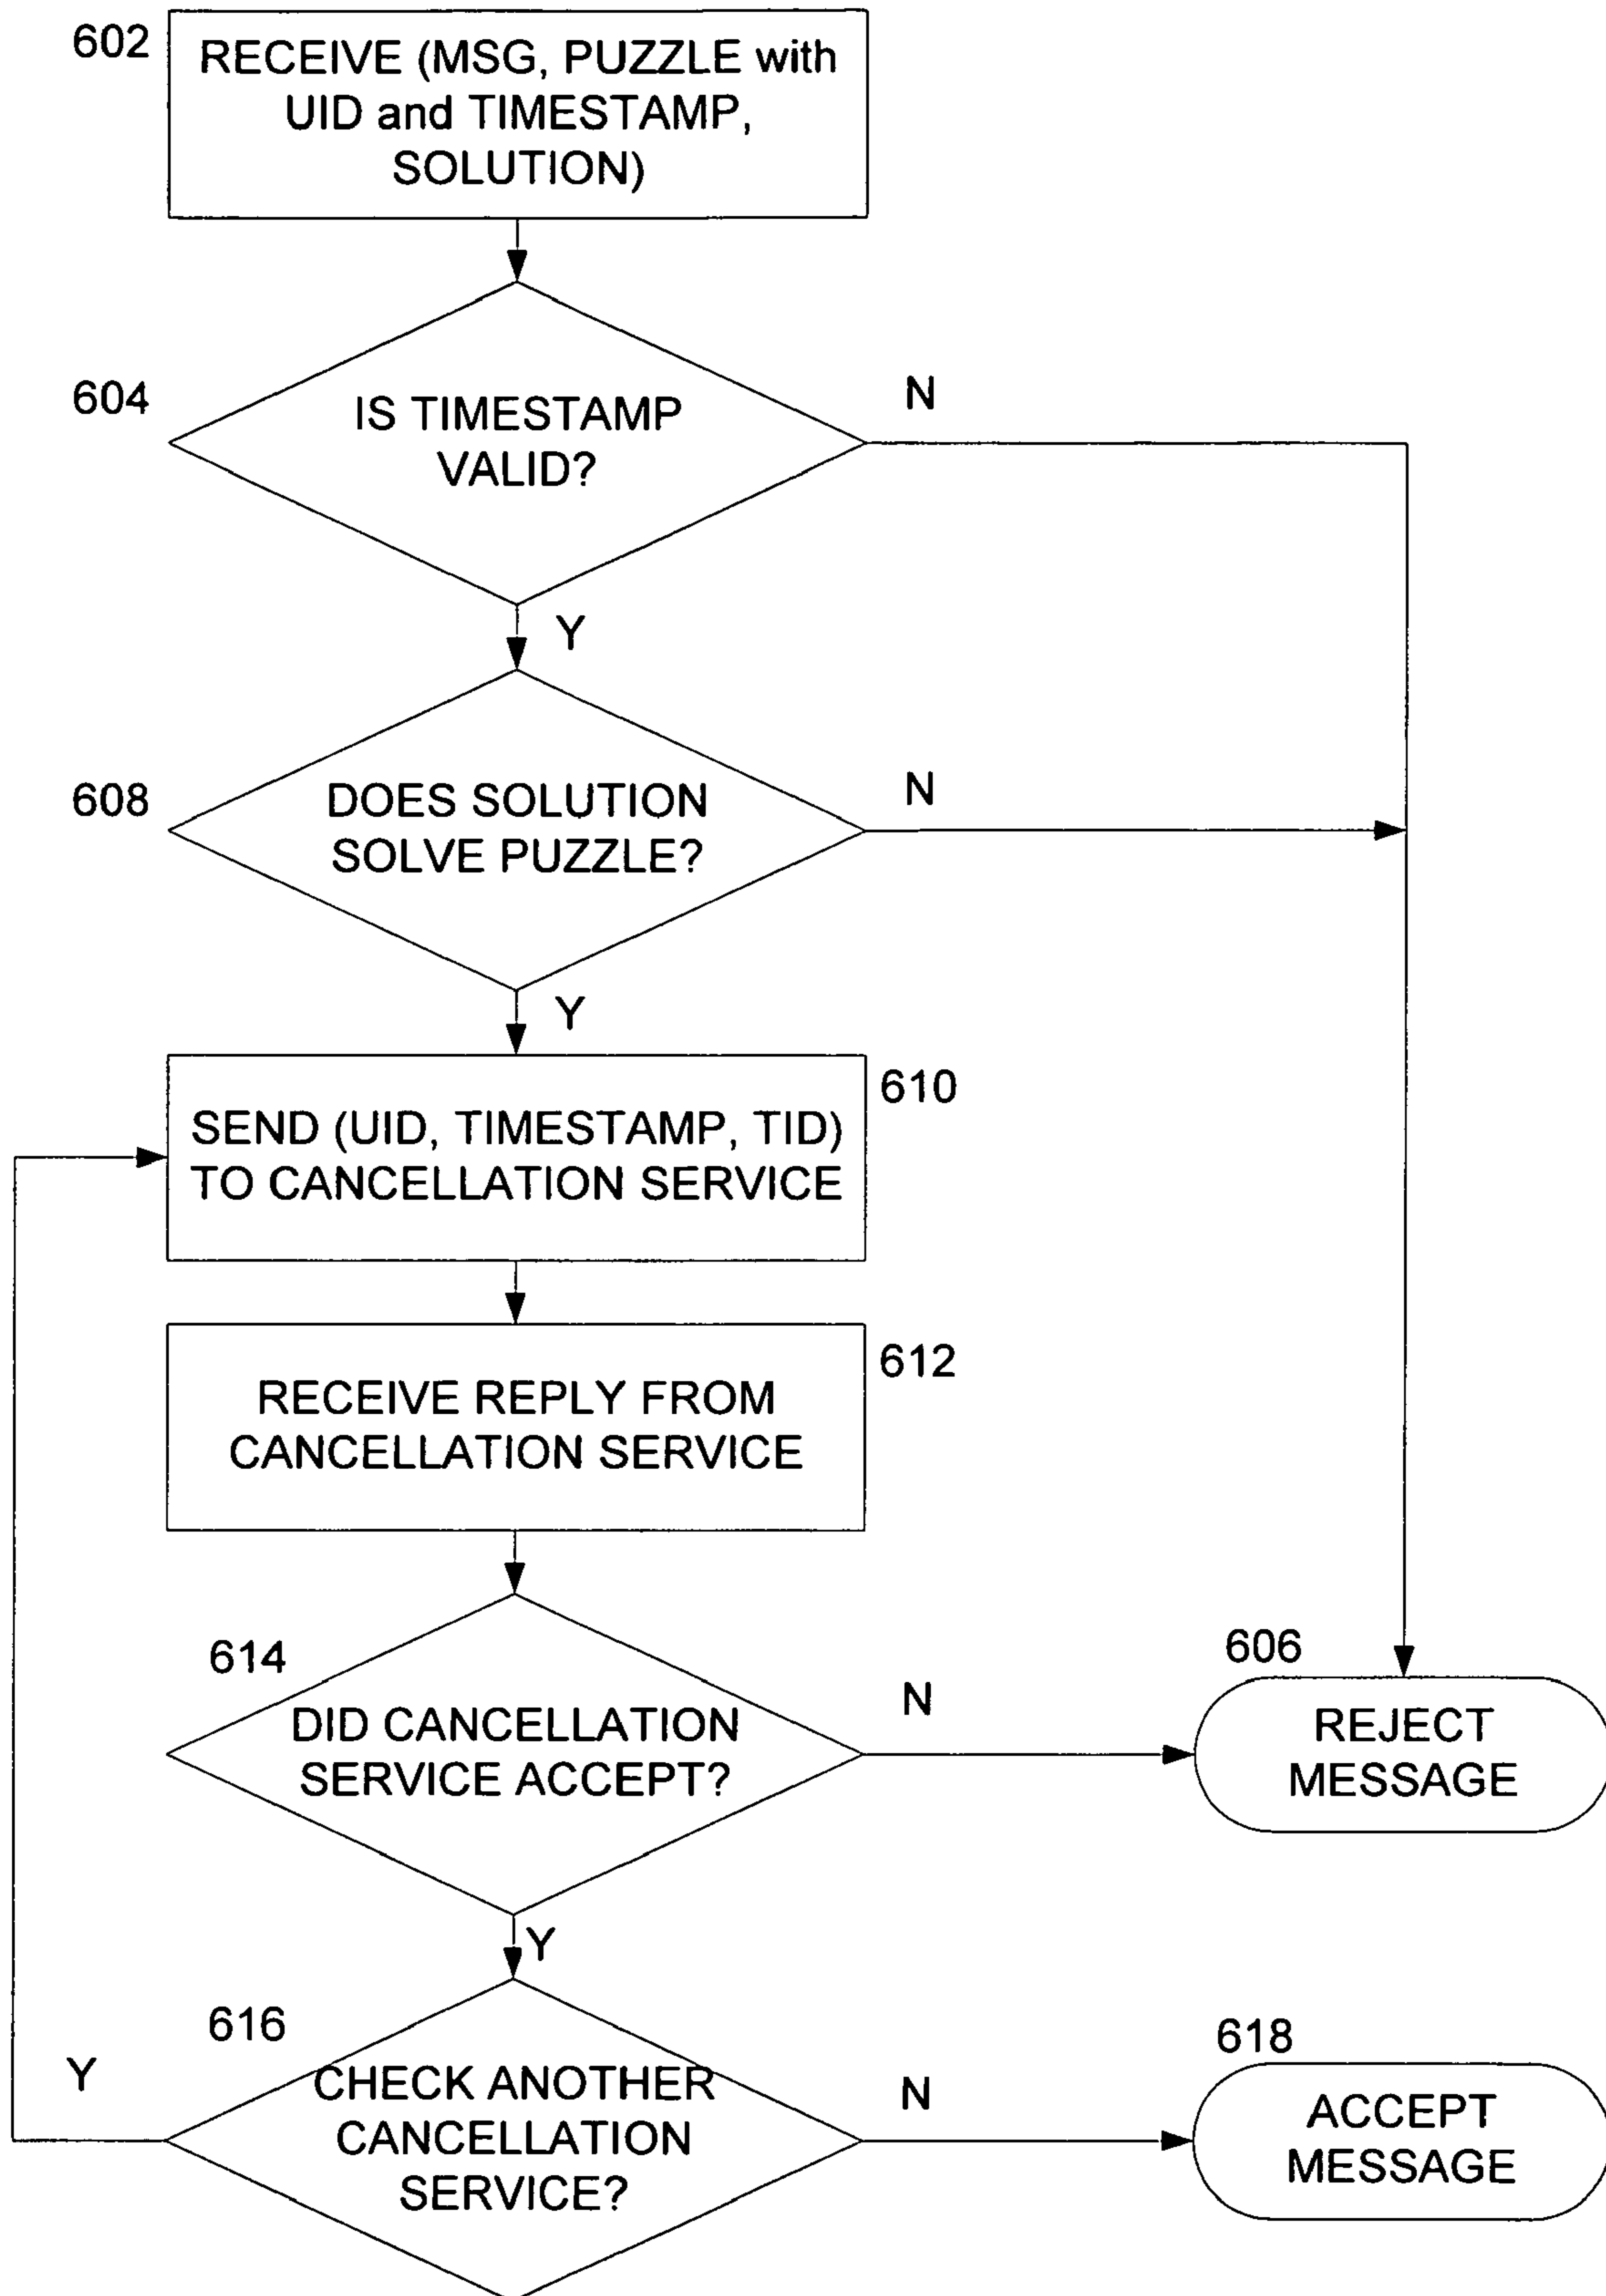 602
RECEIVE (MSG, PUZZLE with
UID and TIMESTAMP,
SOLUTION)
604
IS TIMESTAMP
VALID?
N
Y
608
DOES SOLUTION
SOLVE PUZZLE?
N
Y
610
SEND (UID, TIMESTAMP, TID)
TO CANCELLATION SERVICE
612
RECEIVE REPLY FROM
CANCELLATION SERVICE
614
DID CANCELLATION
SERVICE ACCEPT?
N
606
REJECT
MESSAGE
Y
616
CHECK ANOTHER
CANCELLATION
SERVICE?
Y
N
618
ACCEPT
MESSAGE